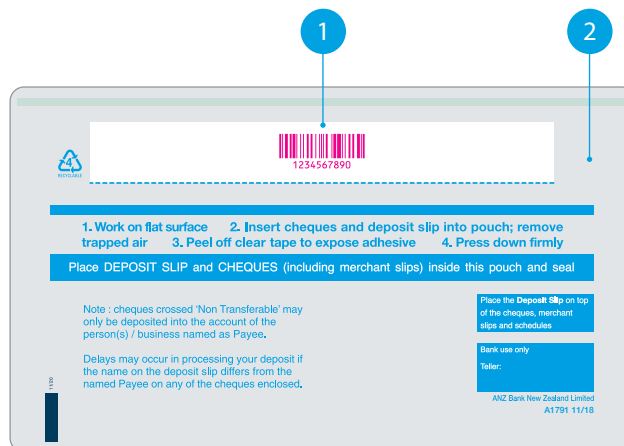 1
2
1234567890
4
RECYCLABLE
1. Work on flat surface 2. Insert cheques and deposit slip into pouch; remove
trapped air 3. Peel off clear tape to expose adhesive 4. Press down firmly
Place DEPOSIT SLIP and CHEQUES (including merchant slips) inside this pouch and seal
Note : cheques crossed 'Non Transferable' may
only be deposited into the account of the
person(s) / business named as Payee.
Delays may occur in processing your deposit if
the name on the deposit slip differs from the
named Payee on any of the cheques enclosed.
Place the Deposit Slip on top
of the cheques, merchant
slips and schedules
Bank use only
Teller:
ANZ Bank New Zealand Limited
A1791 11/18